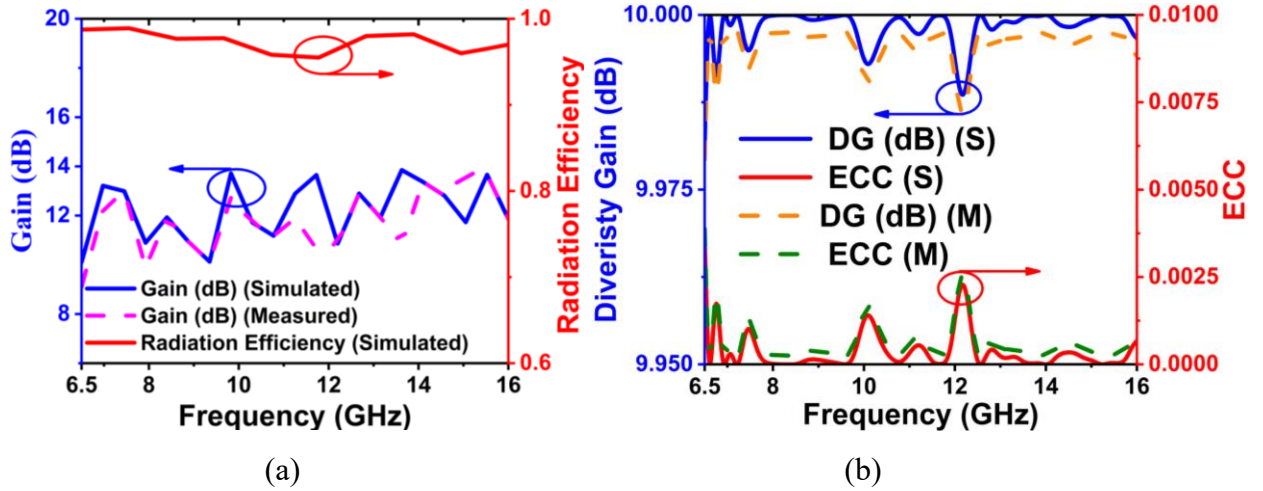 20
18
16
14
12
10
8
Gain (dB)
1.0
0.8
0.6
Radiation Efficiency
Gain (dB) (Simulated)
Gain (dB) (Measured)
Radiation Efficiency (Simulated)
6.5 8 10 12 14 16
Frequency (GHz)
(a)
10.000
9.975
9.950
Diveristy Gain (dB)
0.0100
0.0075
0.0050
0.0025
0.0000
ECC
DG (dB) (S)
ECC (S)
DG (dB) (M)
ECC (M)
6.5 8 10 12 14 16
Frequency (GHz)
(b)